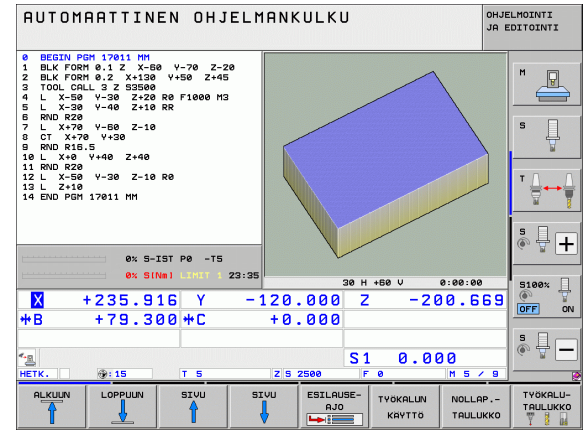 AUTOMAATTINEN OHJELMANKULKU
OHJELMOINTI
JA EDITOINTI
0 BEGIN PGM 17011 MM
1 BLK FORM 0.1 Z X-60 Y-70 Z-20
2 BLK FORM 0.2 X+130 Y+50 Z+45
3 TOOL CALL 3 Z S3500
4 L X-50 Y-30 Z+20 R0 F1000 M3
5 L X-30 Y-40 Z+10 RR
6 RND R20
7 L X+70 Y-60 Z-10
8 CT X+70 Y+30
9 RND R16.5
10 L X+0 Y+40 Z+40
11 RND R20
12 L X-50 Y-30 Z-10 R0
13 L Z+10
14 END PGM 17011 MM
0% S-IST P0 -T5
0% S[Nm] LIMIT 1 23:35
30 H +60 V 0:00:00
X +235.916 Y -120.000 Z -200.669
B +79.300 C +0.000
S1 0.000
HETK. : 15 T 5 Z S 2500 F 0 M 5 / 9
M
S
T
S
S100%
OFF ON
S
ALKUUN
LOPPUUN
SIVU
SIVU
ESILAUSE-
AJO
TYÖKALUN
KÄYTTÖ
NOLLAP.-
TAULUKKO
TYÖKALU-
TAULUKKO